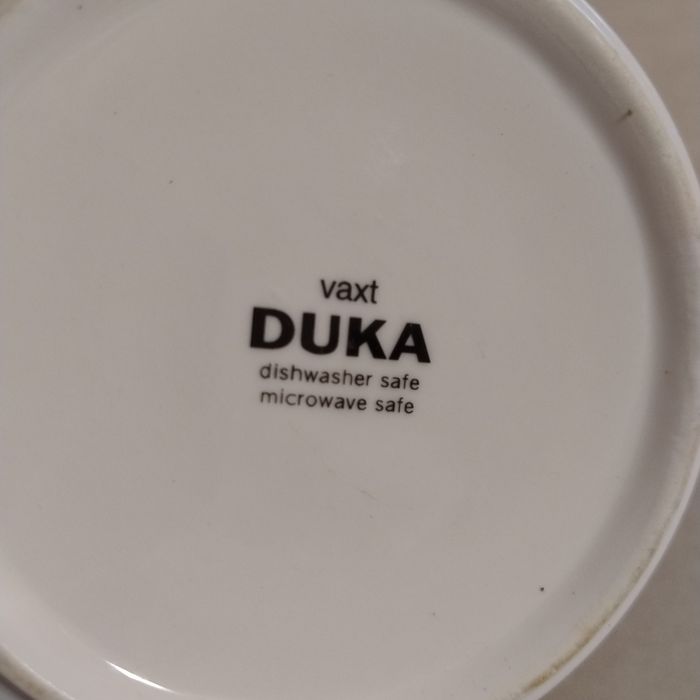 vaxt
DUKA
dishwasher safe
microwave safe